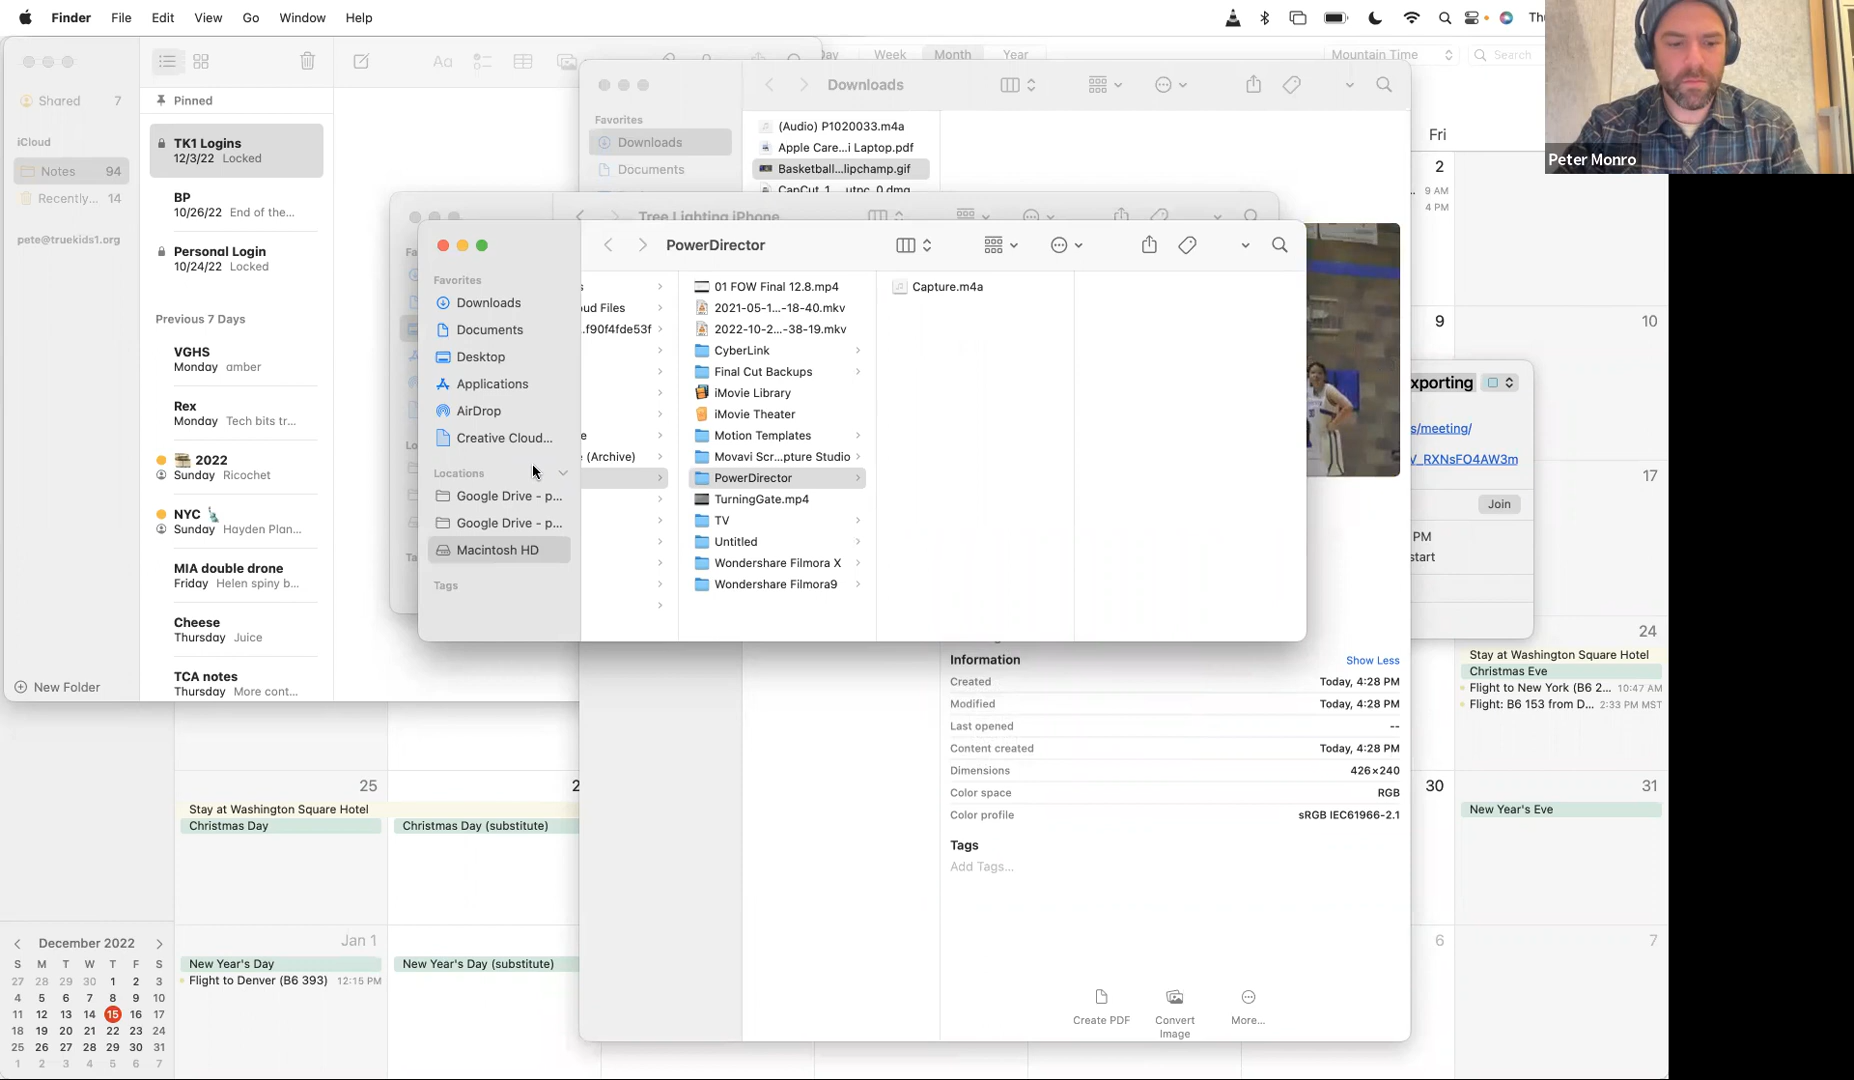 Finder File Edit View Go Window Help
Peter Monro
Shared 7
iCloud
Notes 94
Recently... 14
pete@truekids1.org
New Folder
Pinned
TK1 Logins
12/3/22 Locked
BP
10/26/22 End of the...
Personal Login
10/24/22 Locked
Previous 7 Days
VGHS
Monday amber
Rex
Monday Tech bits tr...
2022
Sunday Ricochet
NYC
Sunday Hayden Plan...
MIA double drone
Friday Helen spiny b...
Cheese
Thursday Juice
TCA notes
Thursday More cont...
Aa
Week Month Year
Mountain Time
Search
Downloads
Favorites
Downloads
Documents
(Audio) P1020033.m4a
Apple Care...i Laptop.pdf
Basketball...lipchamp.gif
Tree Lighting iPhone
PowerDirector
Favorites
Downloads
Documents
Desktop
Applications
AirDrop
Creative Cloud...
Locations
Google Drive - p...
Google Drive - p...
Macintosh HD
Tags
oud Files
.f90f4fde53f
e
(Archive)
01 FOW Final 12.8.mp4
2021-05-1...-18-40.mkv
2022-10-2...-38-19.mkv
CyberLink
Final Cut Backups
iMovie Library
iMovie Theater
Motion Templates
Movavi Scr...pture Studio
PowerDirector
TurningGate.mp4
TV
Untitled
Wondershare Filmora X
Wondershare Filmora9
Capture.m4a
Information Show Less
Created Today, 4:28 PM
Modified Today, 4:28 PM
Last opened --
Content created Today, 4:28 PM
Dimensions 426×240
Color space RGB
Color profile sRGB IEC61966-2.1
Tags
Add Tags...
Create PDF
Convert Image
More...
xporting
s/meeting/
V_RXNsFO4AW3m
Join
PM
start
Fri
2
9 AM
4 PM
9 10
17
24
Stay at Washington Square Hotel
Christmas Eve
Flight to New York (B6 2... 10:47 AM
Flight: B6 153 from D... 2:33 PM MST
25
Stay at Washington Square Hotel
Christmas Day
Christmas Day (substitute)
30 31
New Year's Eve
Jan 1
New Year's Day
Flight to Denver (B6 393) 12:15 PM
New Year's Day (substitute)
6 7
December 2022
S M T W T F S
27 28 29 30 1 2 3
4 5 6 7 8 9 10
11 12 13 14 15 16 17
18 19 20 21 22 23 24
25 26 27 28 29 30 31
1 2 3 4 5 6 7